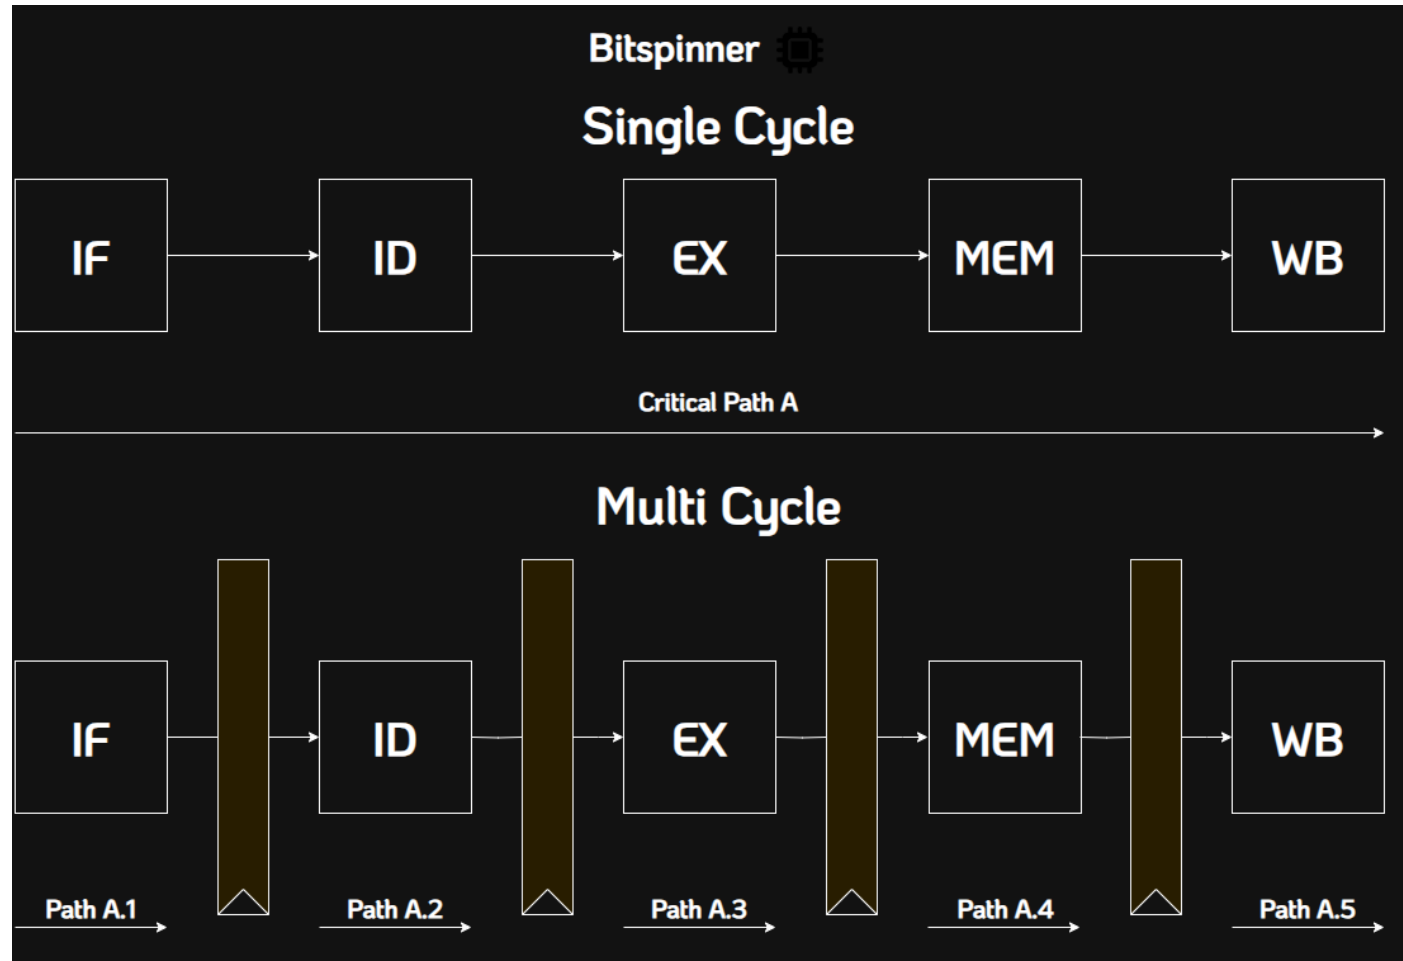 Bitspinner
Single Cycle
IF ID EX MEM WB
Critical Path A
Multi Cycle
IF ID EX MEM WB
Path A.1 Path A.2 Path A.3 Path A.4 Path A.5